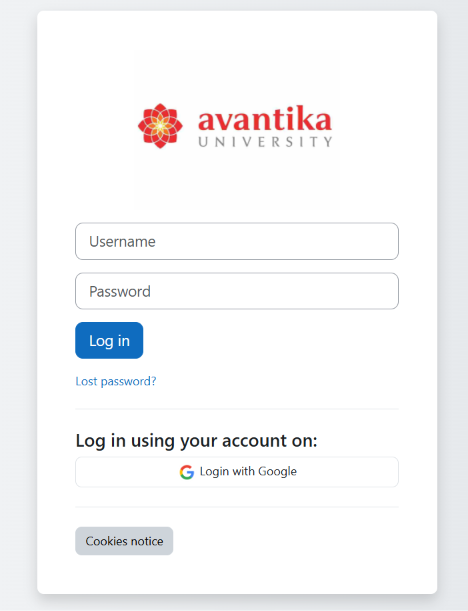 avantika
UNIVERSITY
Username
Password
Log in
Lost password?
Log in using your account on:
Login with Google
Cookies notice